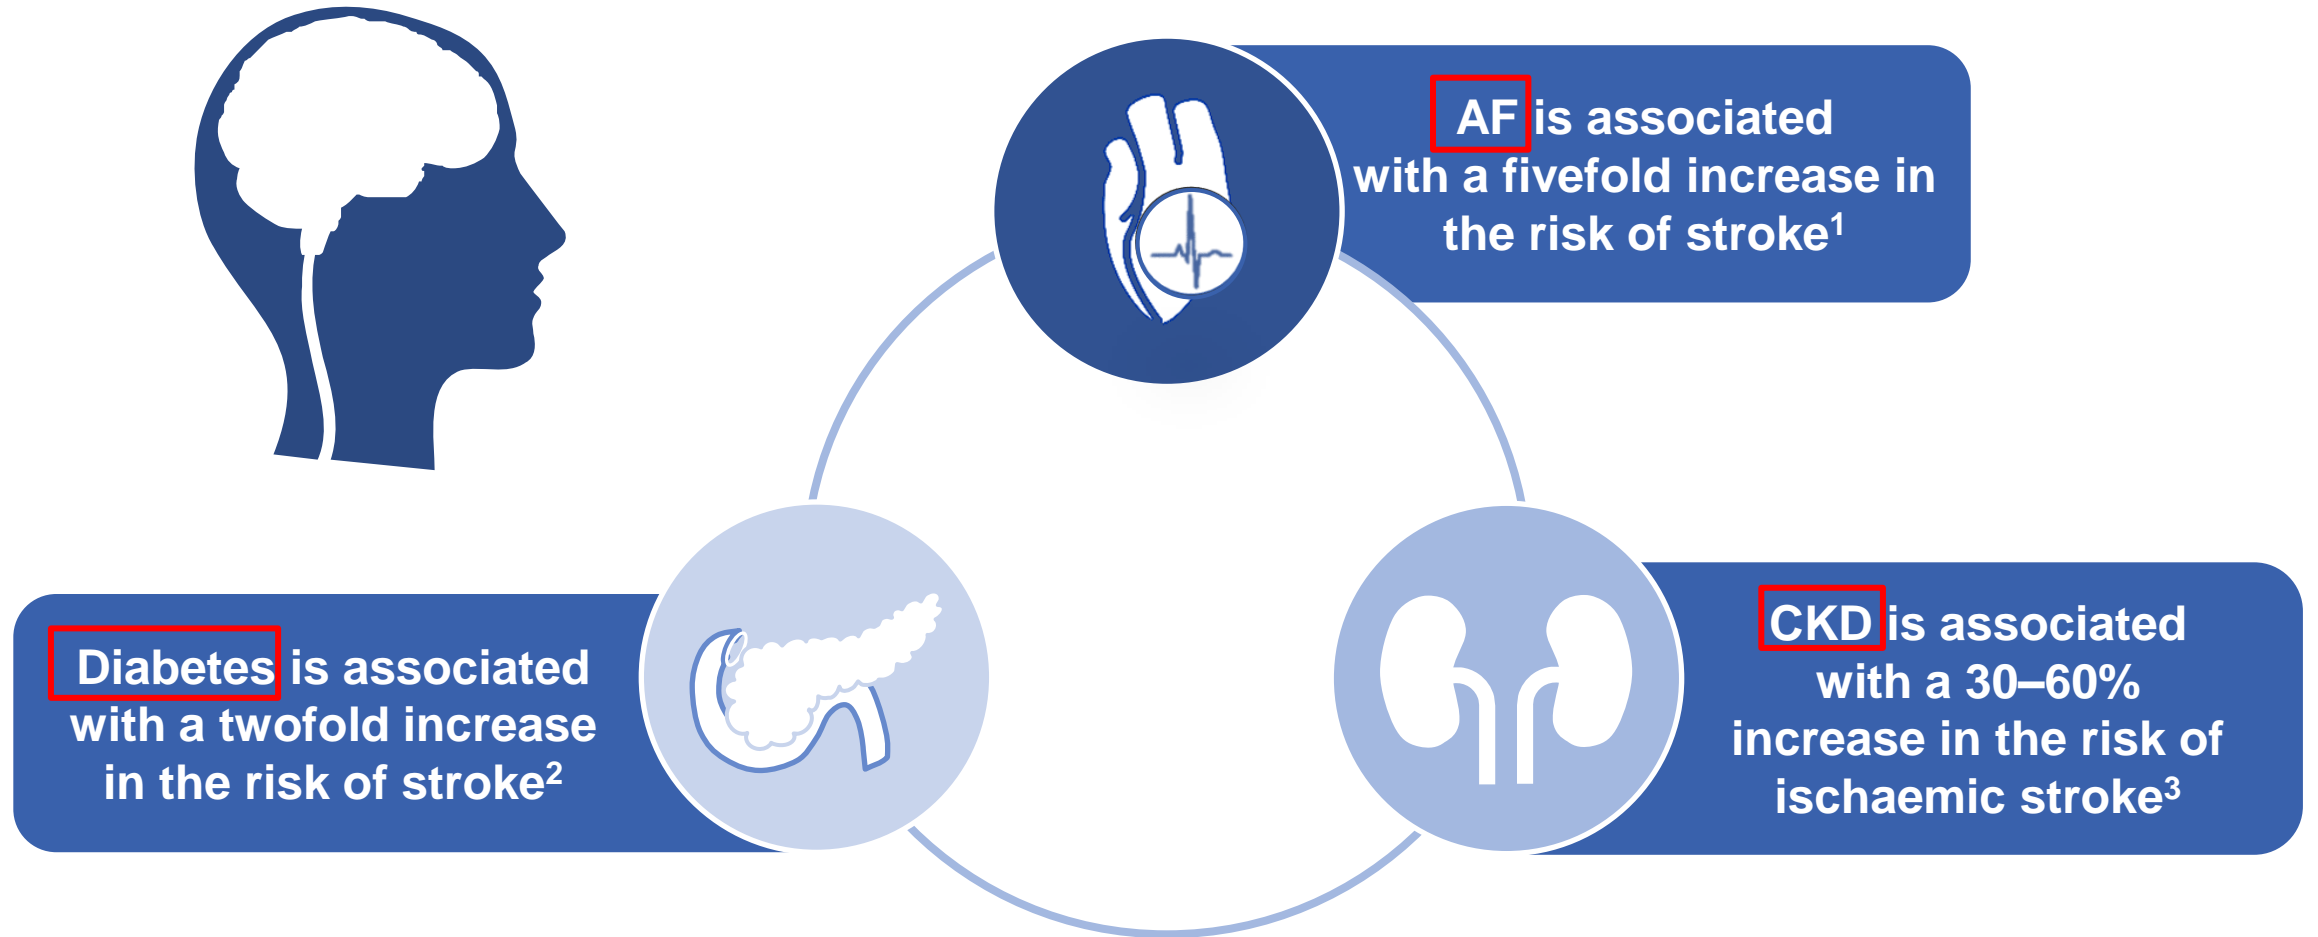 AF is associated
with a fivefold increase in
the risk of stroke¹
Diabetes is associated
with a twofold increase
in the risk of stroke²
CKD is associated
with a 30–60%
increase in the risk of
ischaemic stroke³